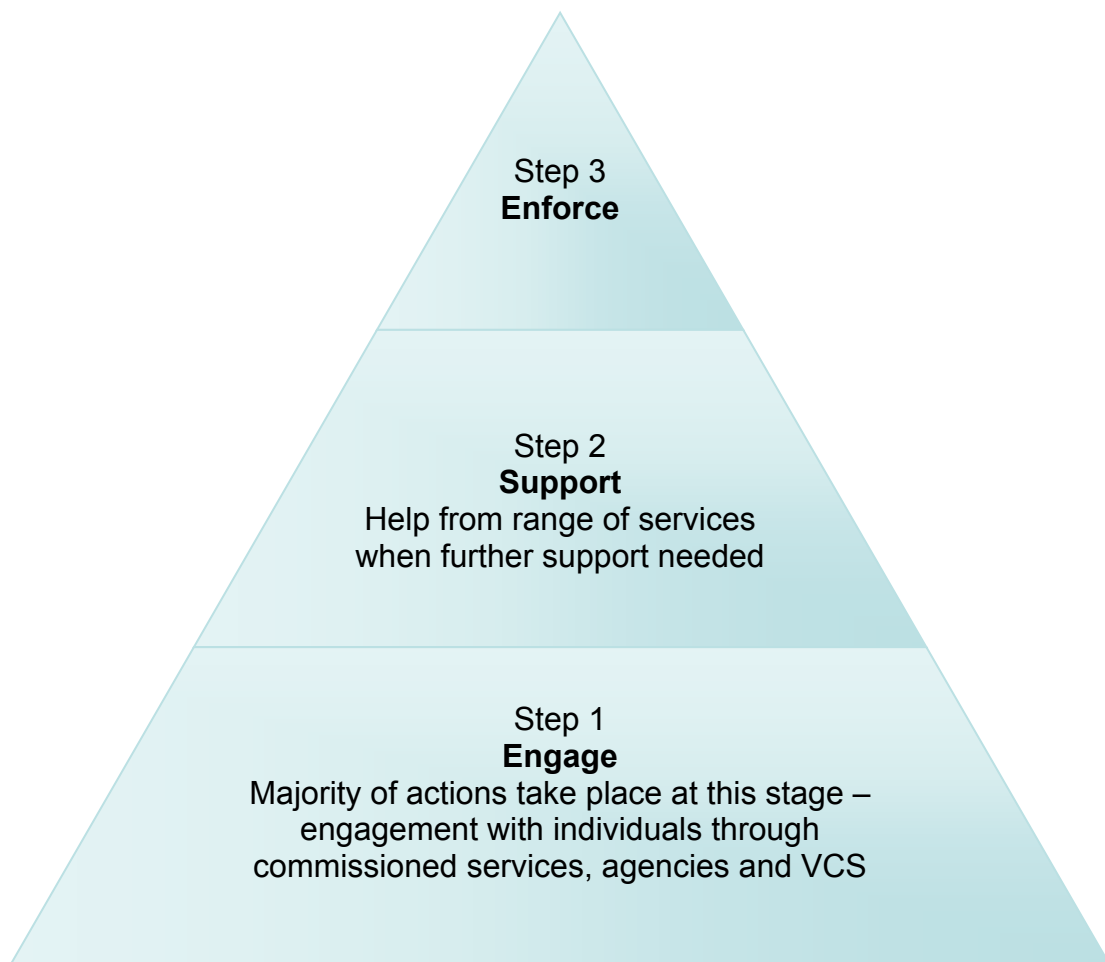 Step 3
Enforce
Step 2
Support
Help from range of services
when further support needed
Step 1
Engage
Majority of actions take place at this stage –
engagement with individuals through
commissioned services, agencies and VCS